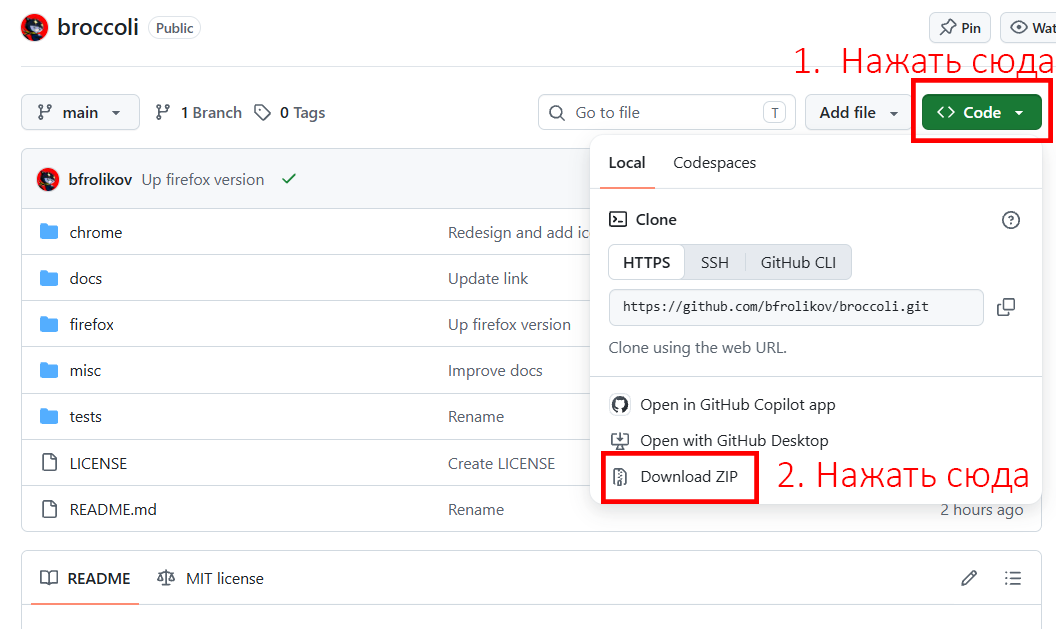 broccoli Public
Pin
Wat
1. Нажать сюда
main
1 Branch
0 Tags
Go to file
T
Add file
<> Code
Local
Codespaces
bfrolikov Up firefox version
Clone
chrome
Redesign and add ic
HTTPS
SSH
GitHub CLI
docs
Update link
https://github.com/bfrolikov/broccoli.git
firefox
Up firefox version
Clone using the web URL.
misc
Improve docs
Open in GitHub Copilot app
tests
Rename
Open with GitHub Desktop
LICENSE
Create LICENSE
Download ZIP
2. Нажать сюда
README.md
Rename
2 hours ago
README
MIT license